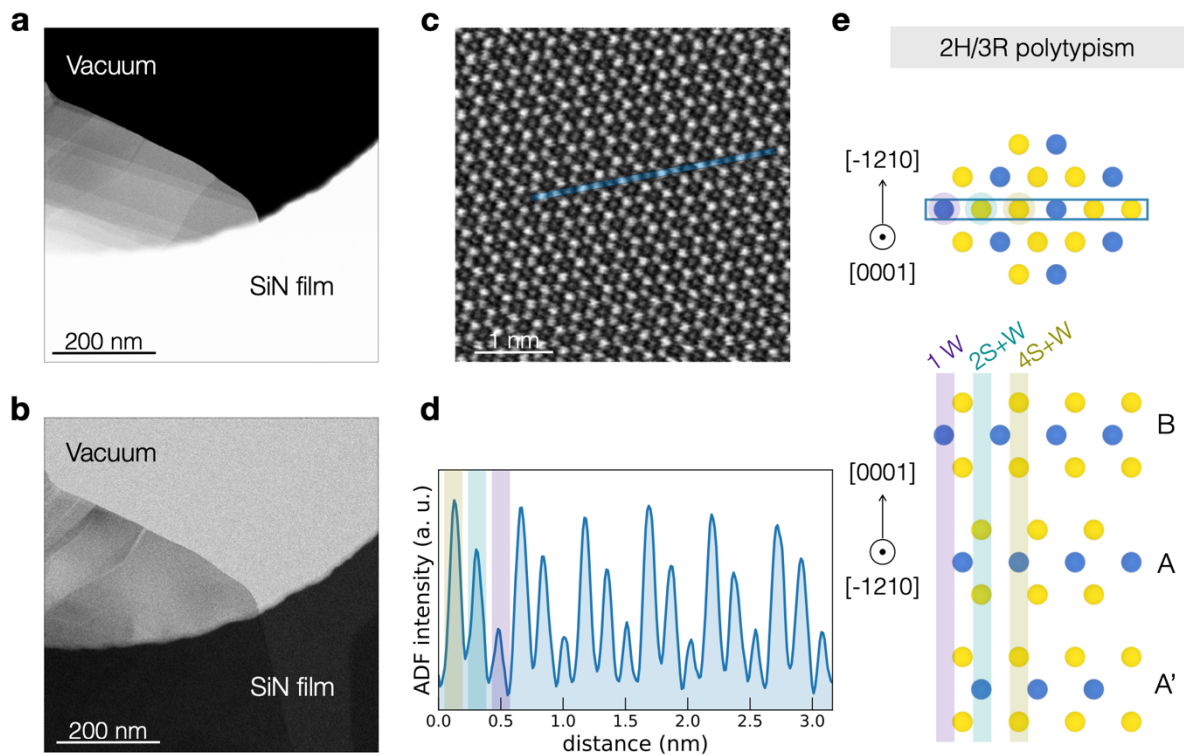 a
Vacuum
SiN film
200 nm
b
Vacuum
SiN film
200 nm
c
1 nm
d
ADF intensity (a. u.)
0.0 0.5 1.0 1.5 2.0 2.5 3.0
distance (nm)
e
2H/3R polytypism
[-1210]
[0001]
1 W
2S+W
4S+W
B
[0001]
[-1210]
A
A'